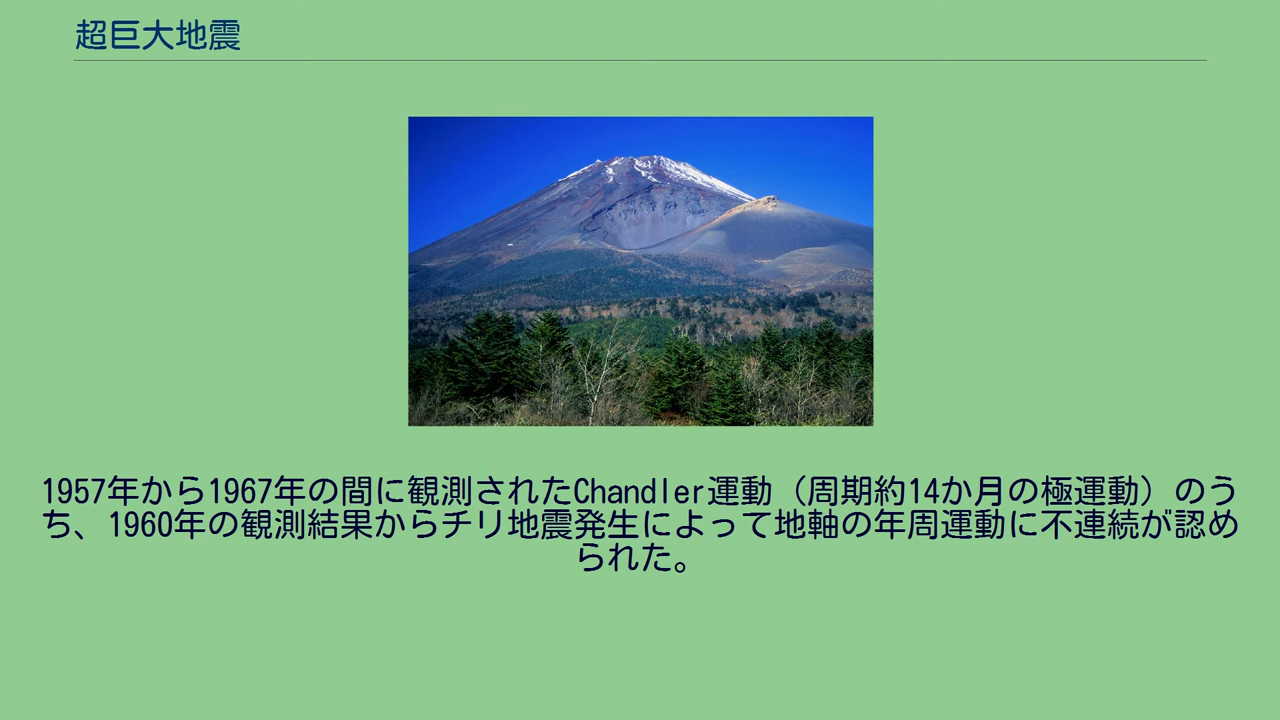 超巨大地震
1957年から1967年の間に観測されたChandler運動（周期約14か月の極運動）のう
ち、1960年の観測結果からチリ地震発生によって地軸の年周運動に不連続が認め
られた。